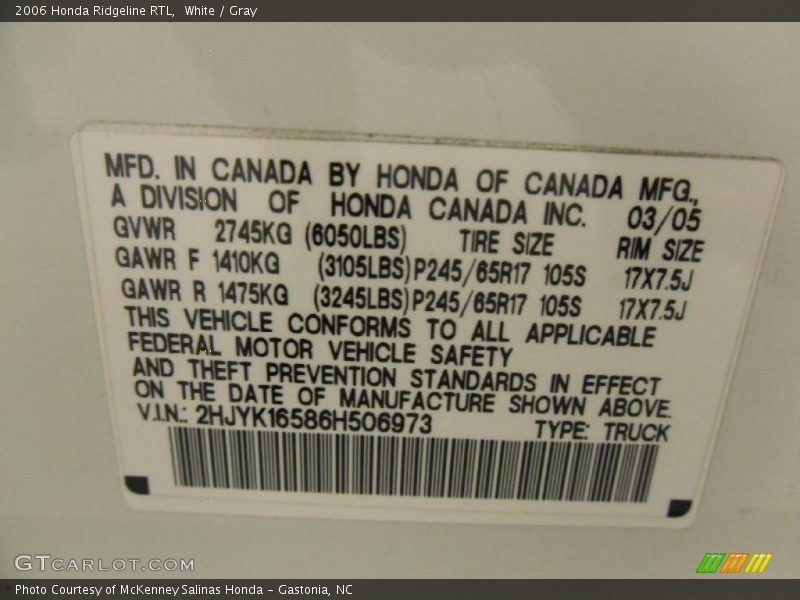 2006 Honda Ridgeline RTL,  White / Gray
MFD. IN CANADA BY HONDA OF CANADA MFG.,
A DIVISION OF HONDA CANADA INC. 03/05
GVWR 2745KG (6050LBS) TIRE SIZE RIM SIZE
GAWR F 1410KG (3105LBS) P245/65R17 105S 17X7.5J
GAWR R 1475KG (3245LBS) P245/65R17 105S 17X7.5J
THIS VEHICLE CONFORMS TO ALL APPLICABLE
FEDERAL MOTOR VEHICLE SAFETY
AND THEFT PREVENTION STANDARDS IN EFFECT
ON THE DATE OF MANUFACTURE SHOWN ABOVE.
V.I.N.: 2HJYK16586H506973 TYPE: TRUCK
GTCARLOT.COM
Photo Courtesy of McKenney Salinas Honda - Gastonia, NC